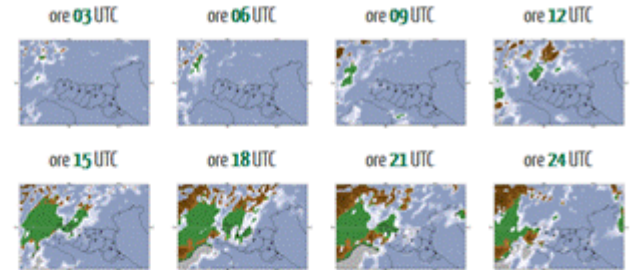 ore 03 UTC
ore 06 UTC
ore 09 UTC
ore 12 UTC
ore 15 UTC
ore 18 UTC
ore 21 UTC
ore 24 UTC